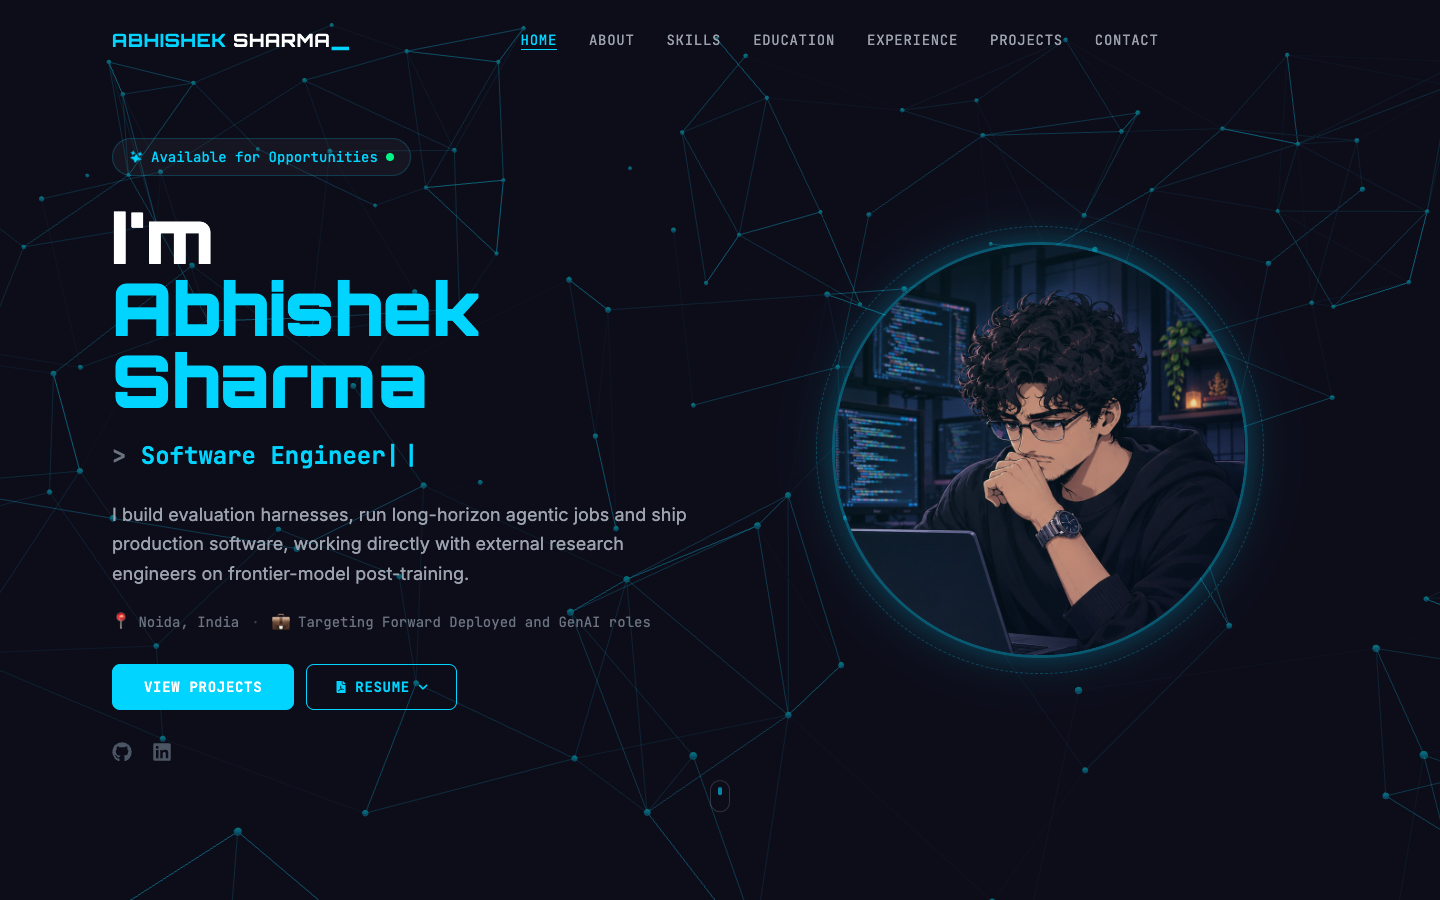 ABHISHEK SHARMA_
HOME ABOUT SKILLS EDUCATION EXPERIENCE PROJECTS CONTACT
Available for Opportunities
I'm
Abhishek
Sharma
> Software Engineer||
I build evaluation harnesses, run long-horizon agentic jobs and ship
production software, working directly with external research
engineers on frontier-model post-training.
📍 Noida, India · 💼 Targeting Forward Deployed and GenAI roles
VIEW PROJECTS
RESUME